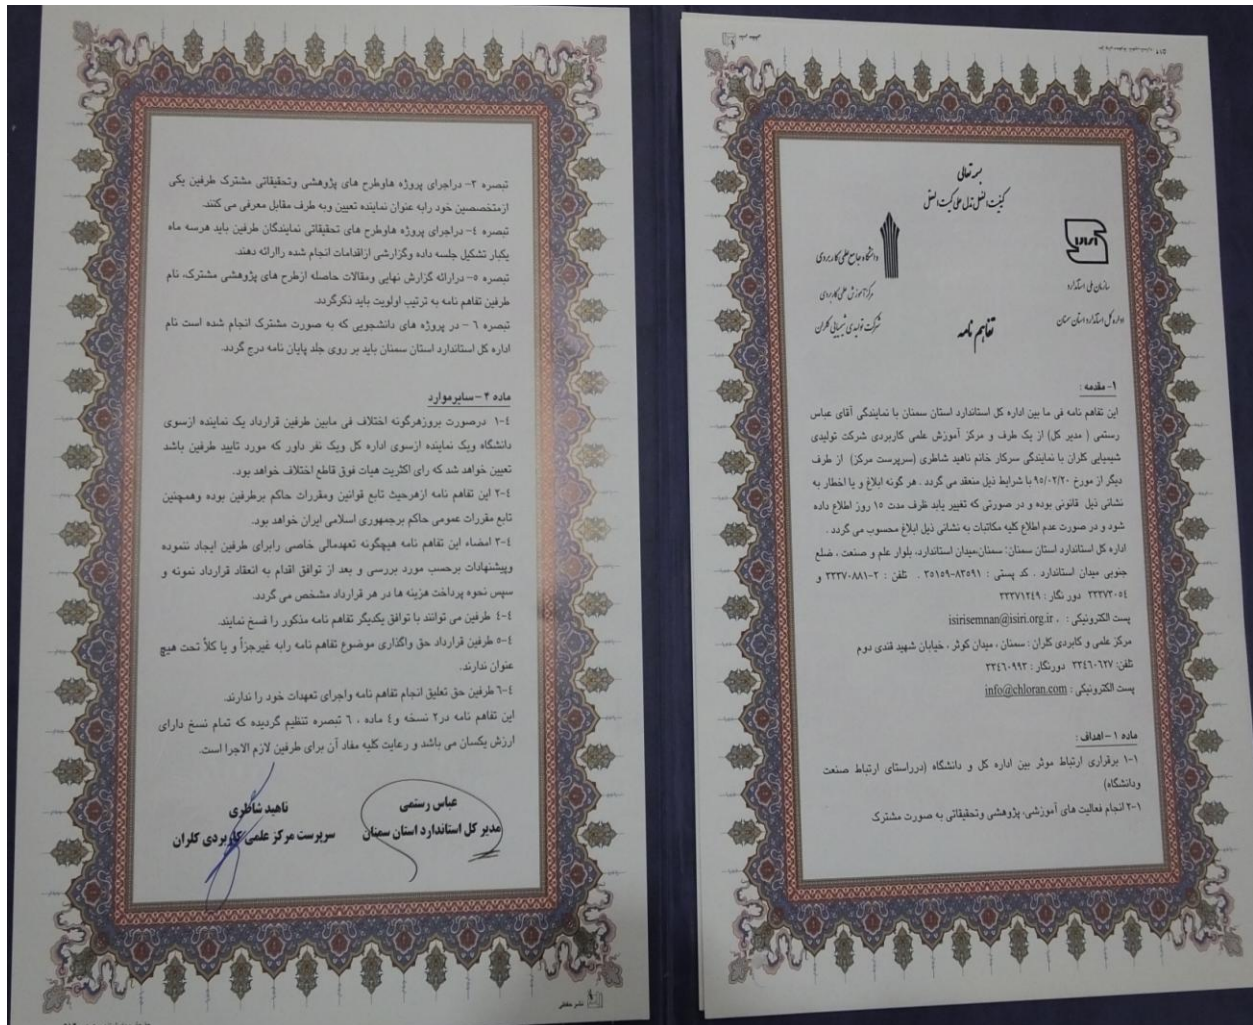 بسمه تعالی
کیفیت العمل تدل علی کمیت العقل
سازمان ملی استاندارد
اداره کل استاندارد استان سمنان
دانشگاه جامع علمی کاربردی
مرکز آموزش علمی کاربردی
شرکت تولیدی شیمیایی کلران
تفاهم نامه
۱- مقدمه :
این تفاهم نامه فی ما بین اداره کل استاندارد استان سمنان با نمایندگی آقای عباس
رستمی ( مدیر کل) از یک طرف و مرکز آموزش علمی کاربردی شرکت تولیدی
شیمیایی کلران با نمایندگی سرکار خانم ناهید شاطری (سرپرست مرکز) از طرف
دیگر از مورخ ۹۵/۰۲/۲۰ با شرایط ذیل منعقد می گردد . هر گونه ابلاغ و یا اخطار به
نشانی ذیل قانونی بوده و در صورتی که تغییر یابد ظرف مدت ۱۵ روز اطلاع داده
شود و در صورت عدم اطلاع کلیه مکاتبات به نشانی ذیل ابلاغ محسوب می گردد .
اداره کل استاندارد استان سمنان: سمنان،میدان استاندارد، بلوار علم و صنعت ، ضلع
جنوبی میدان استاندارد . کد پستی : ۸۳۵۹۱-۳۵۱۵۹ . تلفن : ۲-۳۳۳۷۰۸۸۱ و
۳۳۳۷۳۰۵۴ دور نگار : ۳۳۳۷۱۲۴۹
پست الکترونیکی : isirisemnan@isiri.org.ir ،
مرکز علمی و کابردی کلران : سمنان ، میدان کوثر ، خیابان شهید قندی دوم
تلفن: ۳۳٤٦۰٦۲۷ دورنگار : ۳۳٤٦۰۹۹۳
پست الکترونیکی : info@chloran.com
ماده ۱ –اهداف :
۱-۱ برقراری ارتباط موثر بین اداره کل و دانشگاه (درراستای ارتباط صنعت
ودانشگاه)
۲-۱ انجام فعالیت های آموزشی، پژوهشی وتحقیقاتی به صورت مشترک
تبصره ۳- دراجرای پروژه هاوطرح های پژوهشی وتحقیقاتی مشترک طرفین یکی
ازمتخصصین خود رابه عنوان نماینده تعیین وبه طرف مقابل معرفی می کنند.
تبصره ٤- دراجرای پروژه هاوطرح های تحقیقاتی نمایندگان طرفین باید هرسه ماه
یکبار تشکیل جلسه داده وگزارشی ازاقدامات انجام شده راارائه دهند.
تبصره ٥- درارائه گزارش نهایی ومقالات حاصله ازطرح های پژوهشی مشترک، نام
طرفین تفاهم نامه به ترتیب اولویت باید ذکرگردد.
تبصره ٦ - در پروژه های دانشجویی که به صورت مشترک انجام شده است نام
اداره کل استاندارد استان سمنان باید بر روی جلد پایان نامه درج گردد.
ماده ۴ –سایرموارد
۱-٤ درصورت بروزهرگونه اختلاف فی مابین طرفین قرارداد یک نماینده ازسوی
دانشگاه ویک نماینده ازسوی اداره کل ویک نفر داور که مورد تایید طرفین باشد
تعیین خواهد شد که رای اکثریت هیات فوق قاطع اختلاف خواهد بود.
۲-٤ این تفاهم نامه ازهرحیث تابع قوانین ومقررات حاکم برطرفین بوده وهمچنین
تابع مقررات عمومی حاکم برجمهوری اسلامی ایران خواهد بود.
۳-٤ امضاء این تفاهم نامه هیچگونه تعهدمالی خاصی رابرای طرفین ایجاد ننموده
وپیشنهادات برحسب مورد بررسی و بعد از توافق اقدام به انعقاد قرارداد نمونه و
سپس نحوه پرداخت هزینه ها در هر قرارداد مشخص می گردد.
٤-٤ طرفین می توانند با توافق یکدیگر تفاهم نامه مذکور را فسخ نمایند.
٥-٤ طرفین قرارداد حق واگذاری موضوع تفاهم نامه رابه غیرجزأ و یا کلاً تحت هیچ
عنوان ندارند.
٦-٤ طرفین حق تعلیق انجام تفاهم نامه واجرای تعهدات خود را ندارند.
این تفاهم نامه در۲ نسخه و٤ ماده ، ٦ تبصره تنظیم گردیده که تمام نسخ دارای
ارزش یکسان می باشد و رعایت کلیه مفاد آن برای طرفین لازم الاجرا است.
عباس رستمی
مدیر کل استاندارد استان سمنان
ناهید شاطری
سرپرست مرکز علمی کاربردی کلران